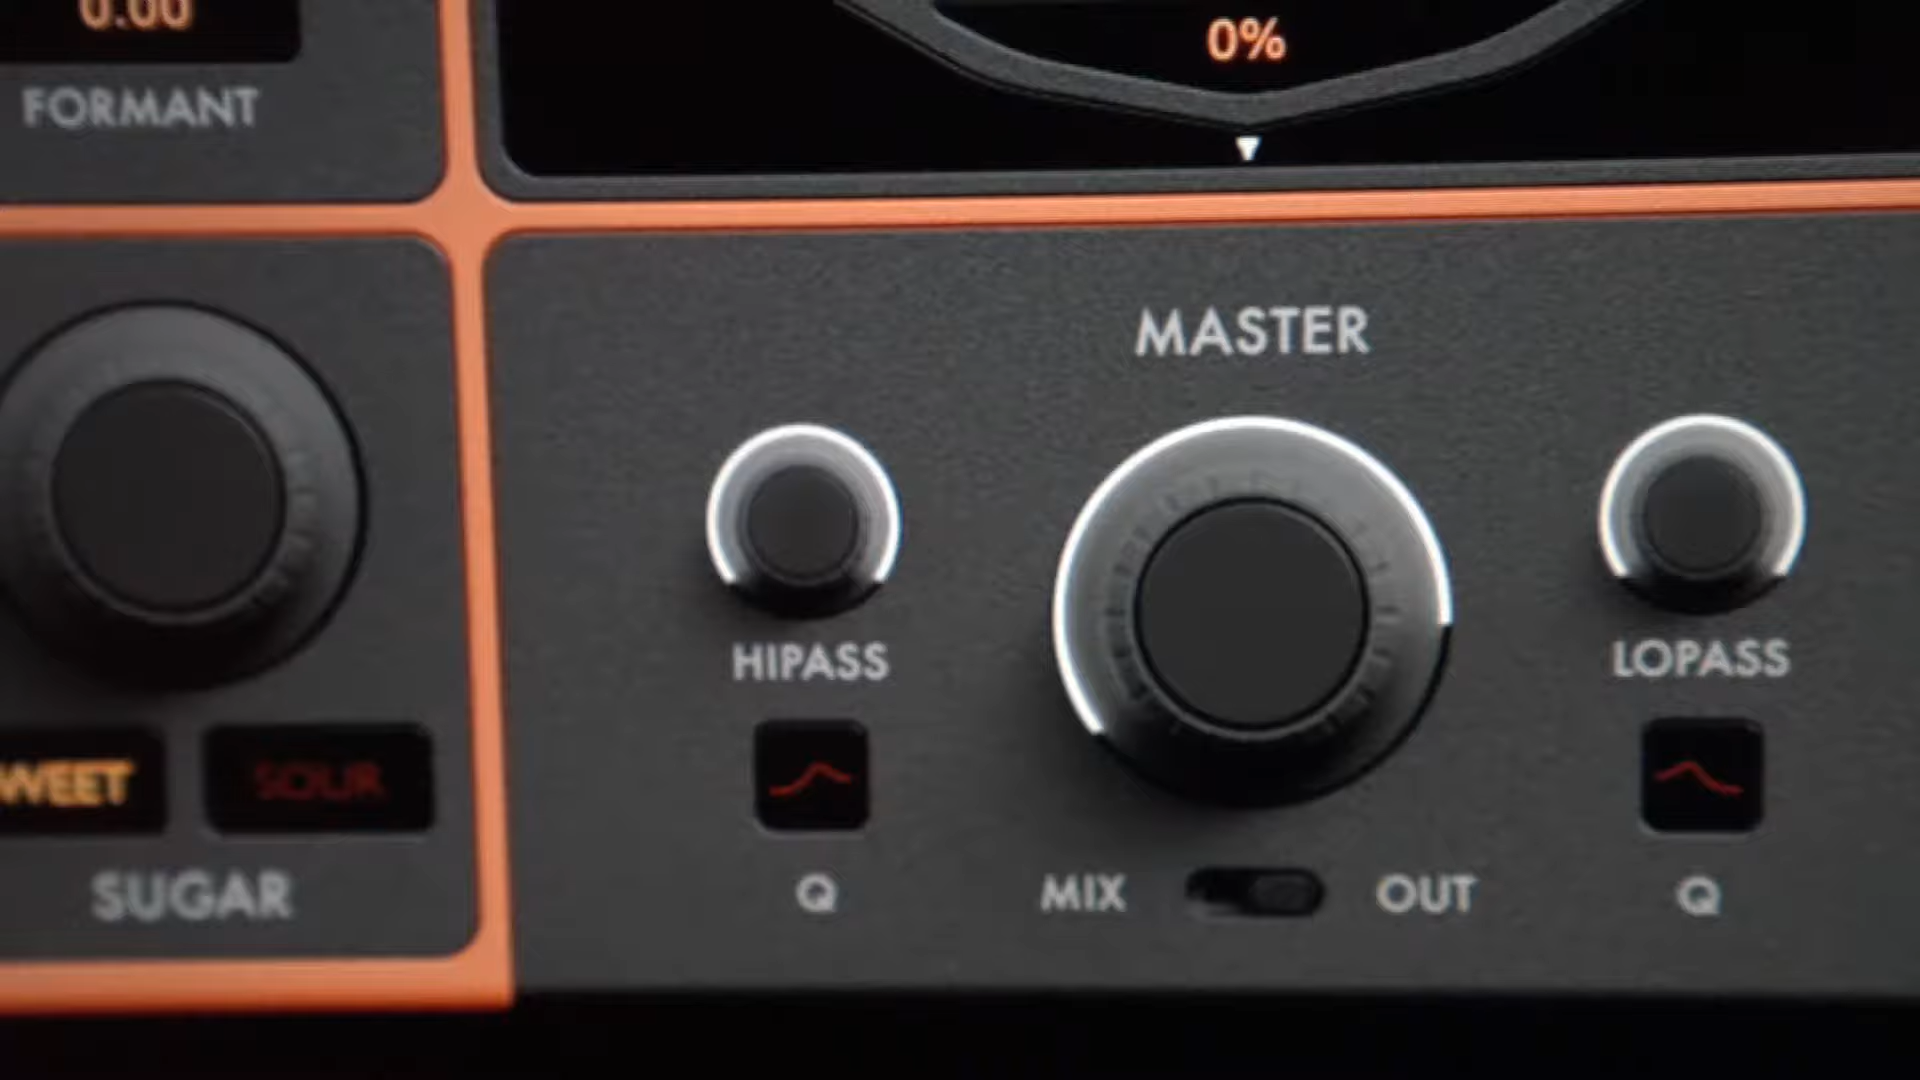 0.00
FORMANT
0%
MASTER
HIPASS
LOPASS
WEET
SOUR
SUGAR
Q
MIX
OUT
Q